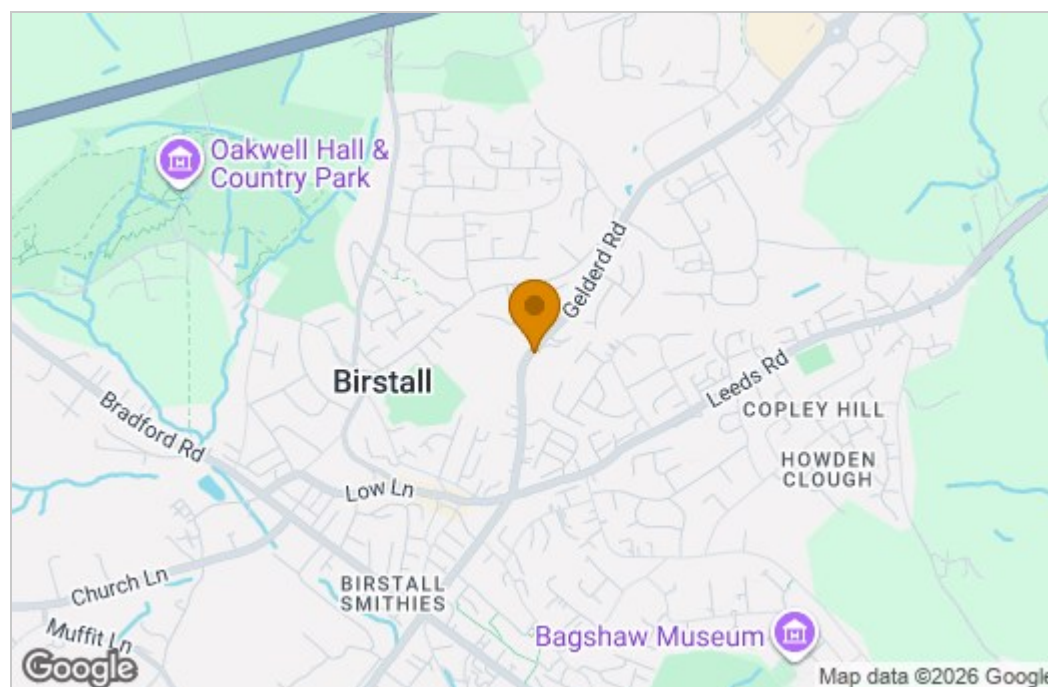 Oakwell Hall &
Country Park
Gelderd Rd
Birstall
Leeds Rd
COPLEY HILL
Bradford Rd
HOWDEN
CLOUGH
Low Ln
Church Ln
BIRSTALL
SMITHIES
Muffit Ln
Bagshaw Museum
Google
Map data ©2026 Google